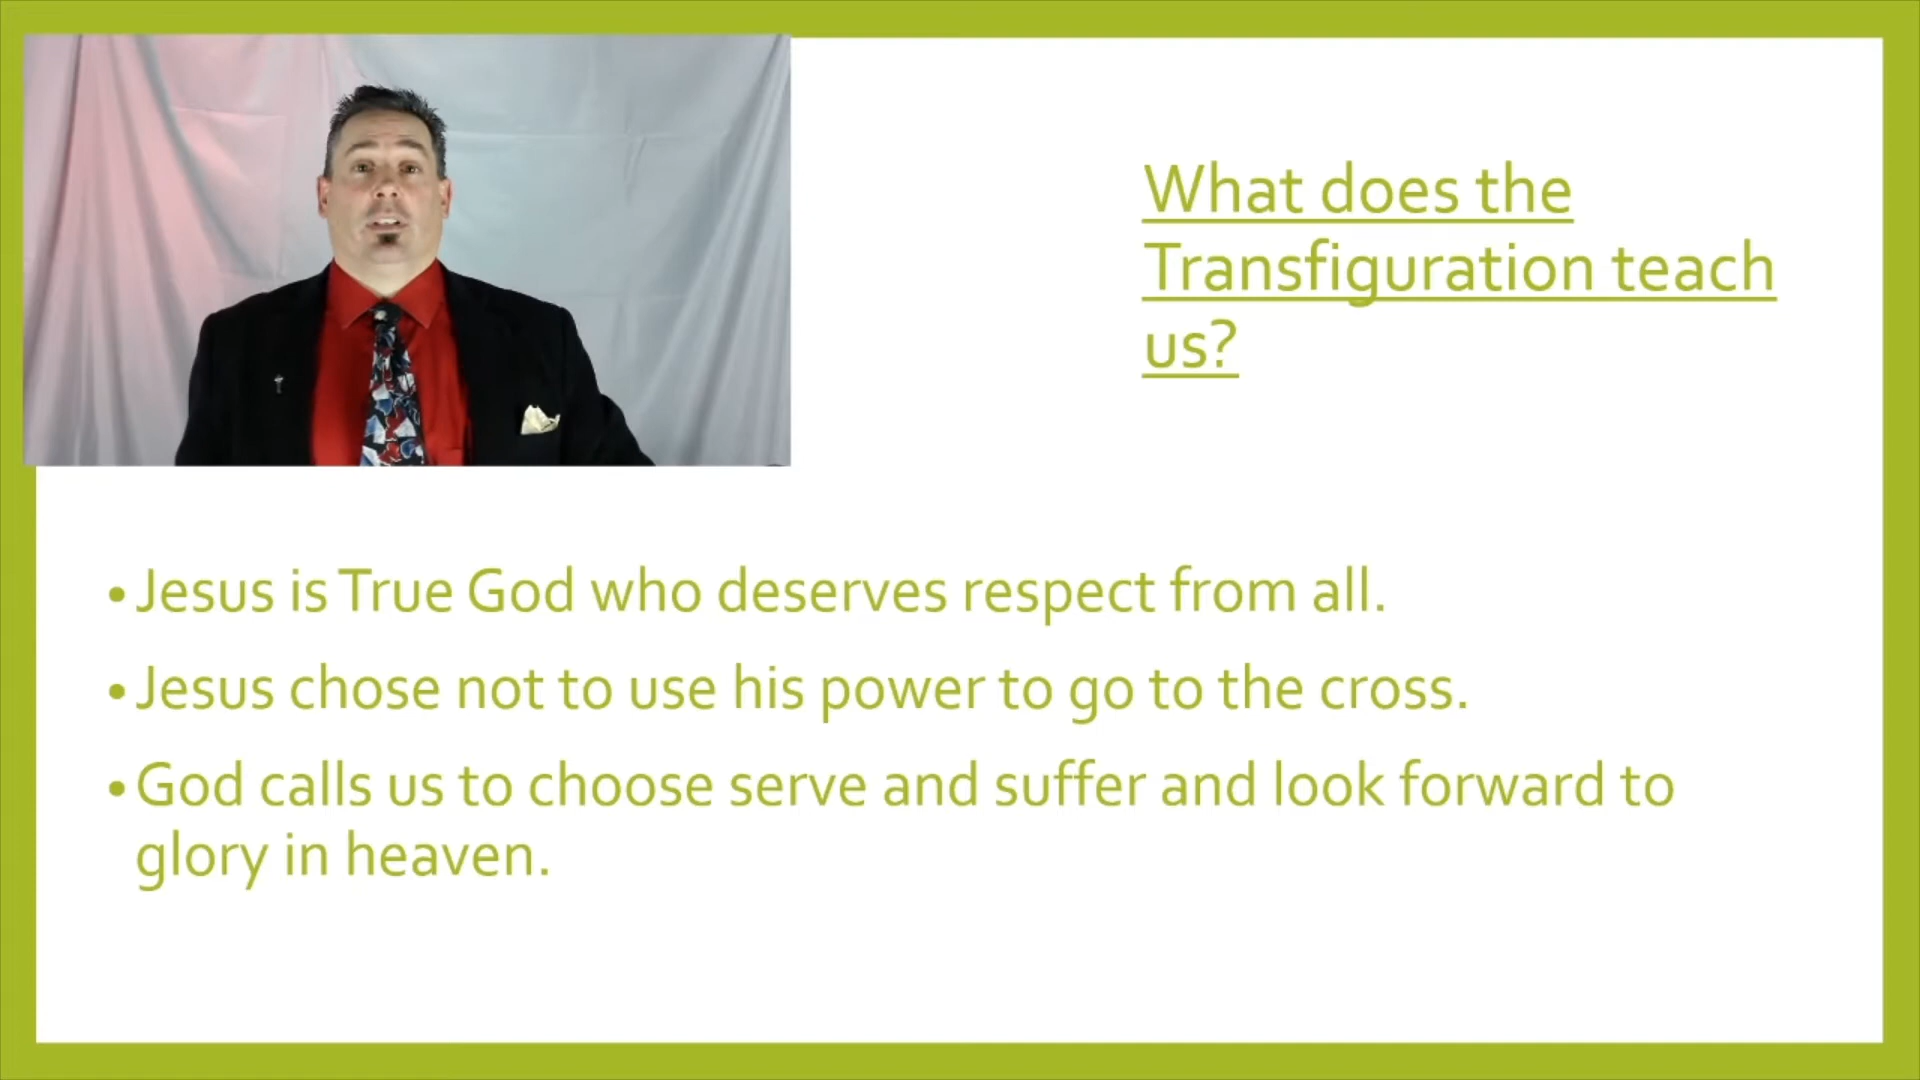 What does the
Transfiguration teach
us?
• Jesus is True God who deserves respect from all.
• Jesus chose not to use his power to go to the cross.
• God calls us to choose serve and suffer and look forward to
glory in heaven.